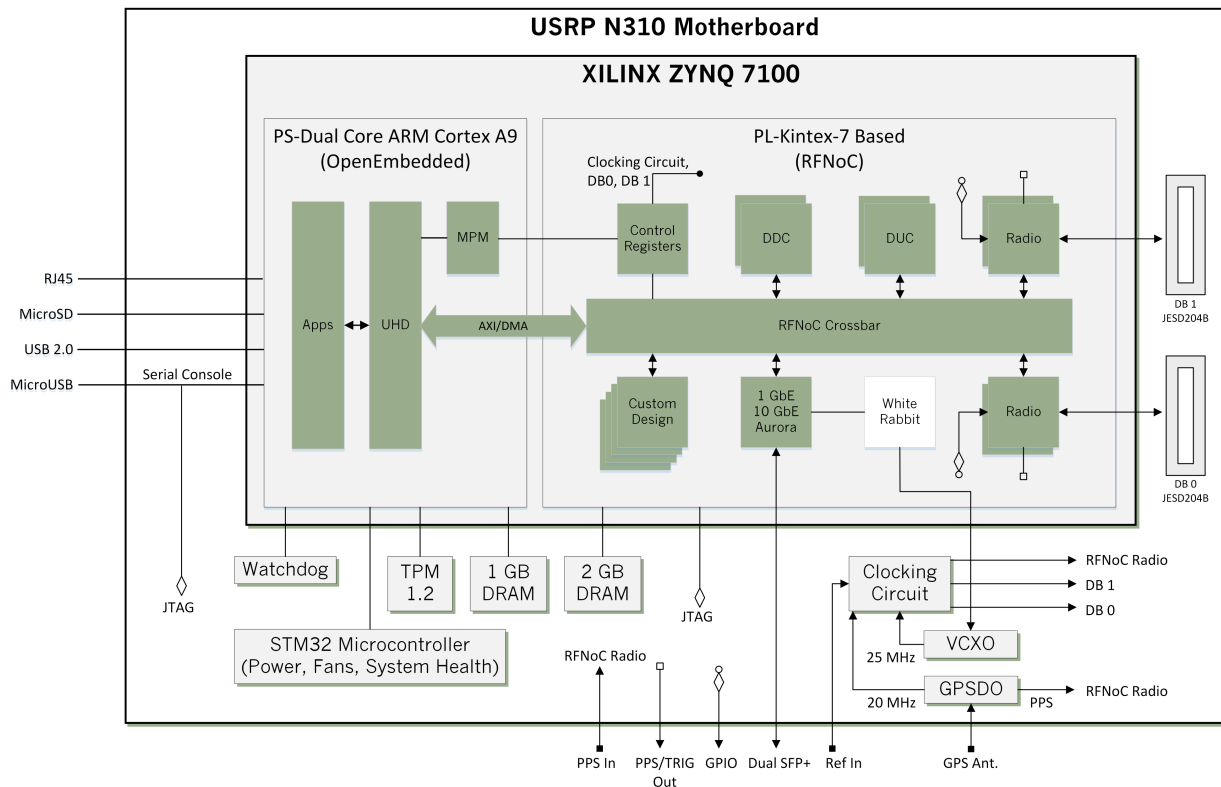 USRP N310 Motherboard
XILINX ZYNQ 7100
PS-Dual Core ARM Cortex A9
(OpenEmbedded)
PL-Kintex-7 Based
(RFNoC)
Clocking Circuit,
DB0, DB 1
MPM
Control
Registers
DDC
DUC
Radio
RJ45
MicroSD
USB 2.0
MicroUSB
Serial Console
Apps
UHD
AXI/DMA
RFNoC Crossbar
DB 1
JESD204B
Custom
Design
1 GbE
10 GbE
Aurora
White
Rabbit
Radio
DB 0
JESD204B
Watchdog
TPM
1.2
1 GB
DRAM
2 GB
DRAM
JTAG
JTAG
STM32 Microcontroller
(Power, Fans, System Health)
Clocking
Circuit
RFNoC Radio
DB 1
DB 0
25 MHz
VCXO
20 MHz
GPSDO
PPS
RFNoC Radio
RFNoC Radio
PPS In
PPS/TRIG
Out
GPIO
Dual SFP+
Ref In
GPS Ant.